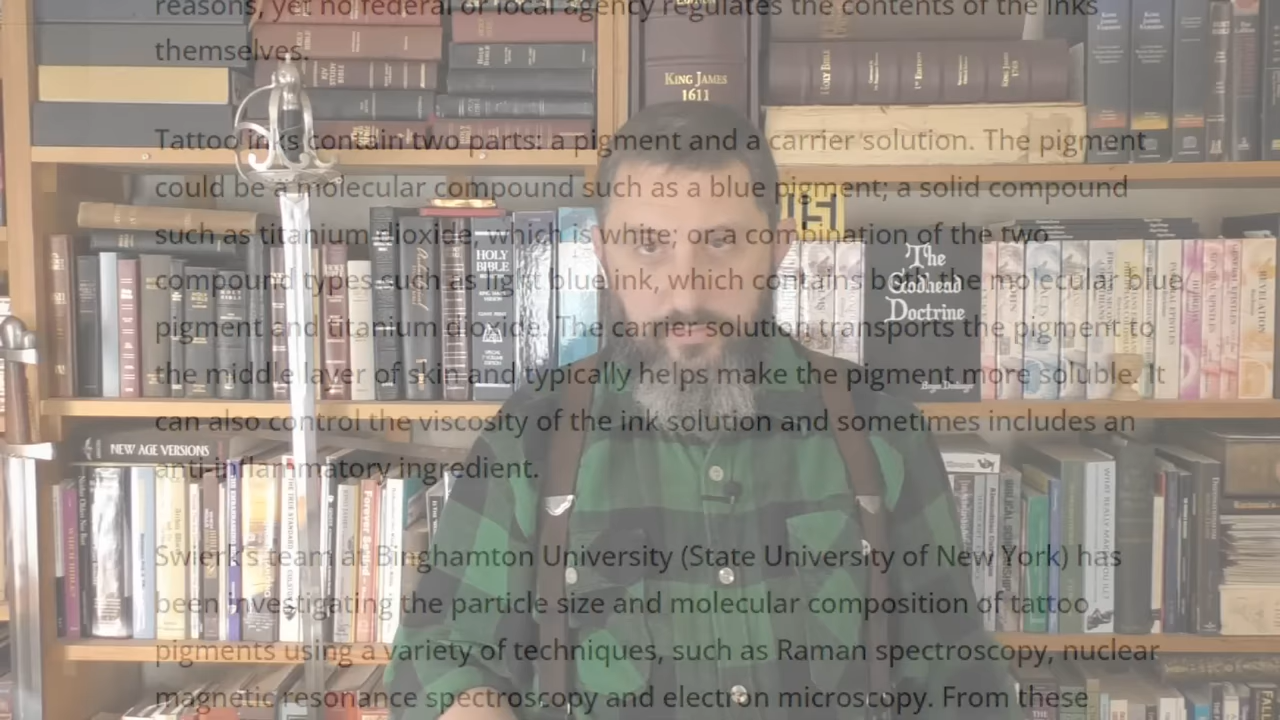 reasons, yet no federal or local agency regulates the contents of the inks
themselves.
Tattoo inks contain two parts: a pigment and a carrier solution. The pigment
could be a molecular compound such as a blue pigment; a solid compound
such as titanium dioxide, which is white; or a combination of the two
compound types such as light blue ink, which contains both the molecular blue
pigment and titanium dioxide. The carrier solution transports the pigment to
the middle layer of skin and typically helps make the pigment more soluble. It
can also control the viscosity of the ink solution and sometimes includes an
anti-inflammatory ingredient.
Swierk's team at Binghamton University (State University of New York) has
been investigating the particle size and molecular composition of tattoo
pigments using a variety of techniques, such as Raman spectroscopy, nuclear
magnetic resonance spectroscopy and electron microscopy. From these
KING JAMES
1611
HOLY BIBLE
HOLY
BIBLE
The
Godhead
Doctrine
NEW AGE VERSIONS